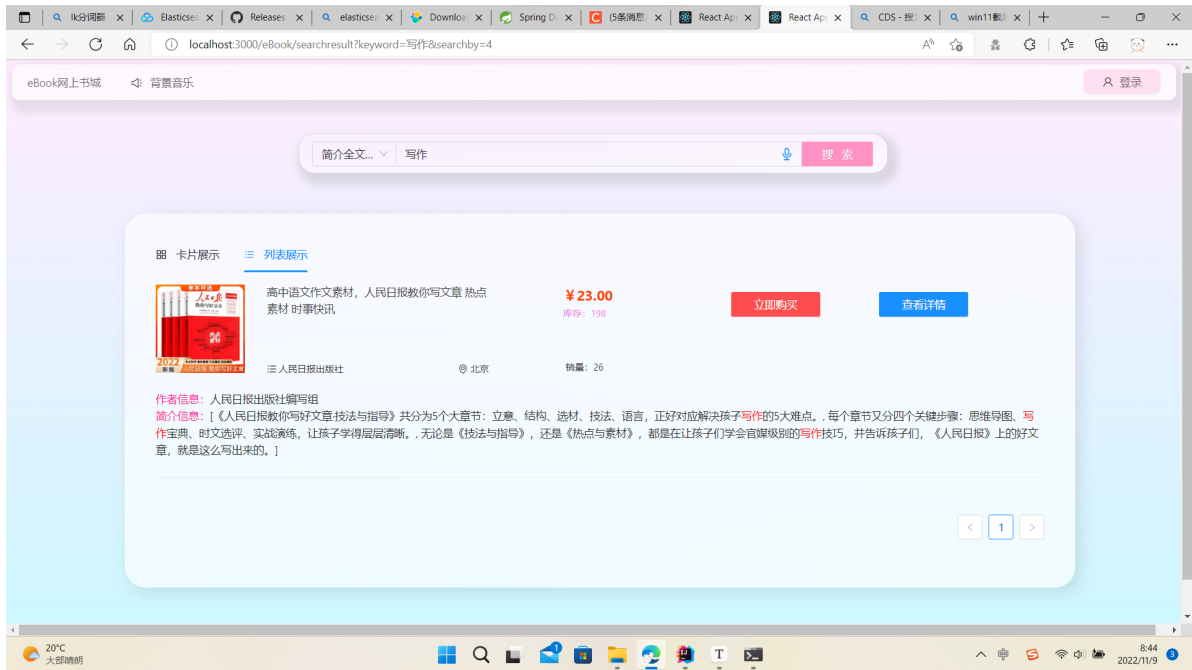 Ik分词器
Elasticsea
Releases
elasticsea
Downloa
Spring Da
(5条消息
React Ap
React Ap
CDS - 搜
win11截
localhost:3000/eBook/searchresult?keyword=写作&searchby=4
eBook网上书城
背景音乐
登录
简介全文...
写作
搜 索
卡片展示
列表展示
高中语文作文素材，人民日报教你写文章 热点
素材 时事快讯
￥23.00
库存：198
立即购买
查看详情
人民日报
2022
人民日报出版社
北京
销量：26
作者信息：人民日报出版社编写组
简介信息：[《人民日报教你写好文章·技法与指导》共分为5个大章节：立意、结构、选材、技法、语言，正好对应解决孩子写作的5大难点。, 每个章节又分四个关键步骤：思维导图、写
作宝典、时文选评、实战演练，让孩子学得层层清晰。, 无论是《技法与指导》，还是《热点与素材》，都是在让孩子们学会官媒级别的写作技巧，并告诉孩子们，《人民日报》上的好文
章，就是这么写出来的。]
1
20°C
大部晴朗
1
中
8:44
2022/11/9
3